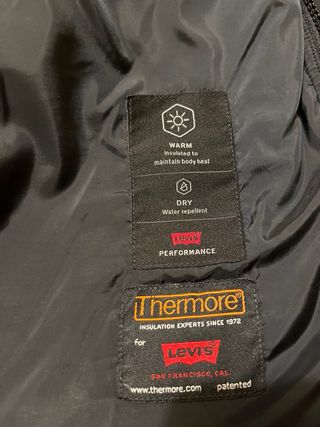 WARM
insulated to
maintain body heat
DRY
Water repellent
Levi's
PERFORMANCE
Thermore®
INSULATION EXPERTS SINCE 1972
for
Levi's
SAN FRANCISCO, CAL.
www.thermore.com patented